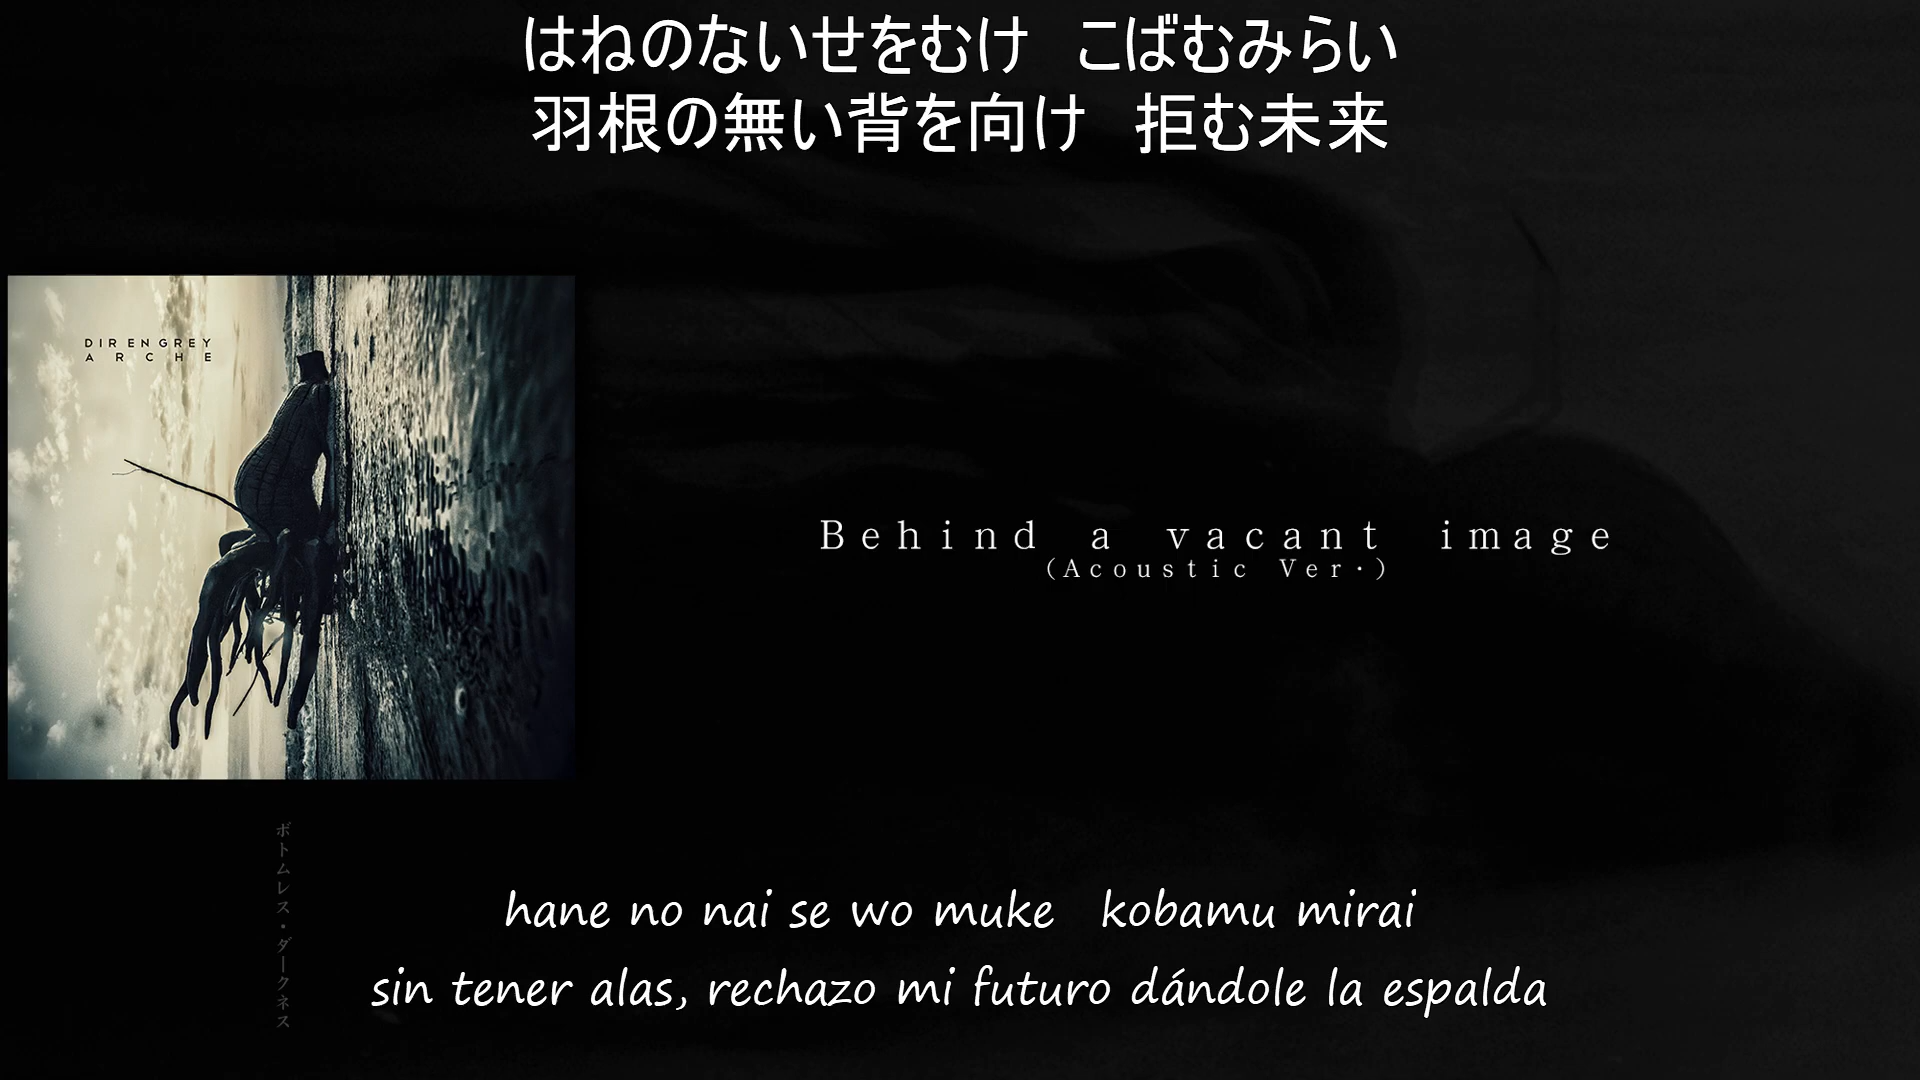 はねのないせをむけ　こばむみらい
羽根の無い背を向け　拒む未来
DIR EN GREY
ARCHE
Behind a vacant image
(Acoustic Ver.)
ボトムレス・ダークネス
hane no nai se wo muke　kobamu mirai
sin tener alas, rechazo mi futuro dándole la espalda